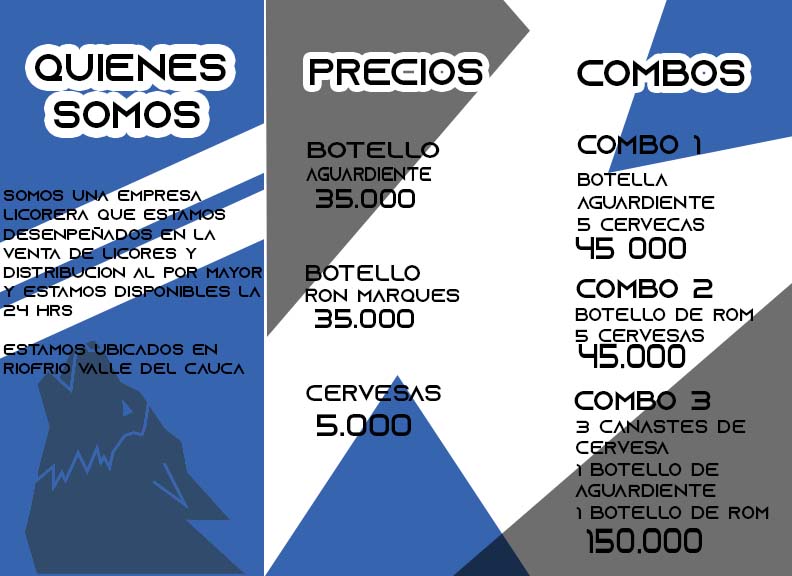 QUIENES
SOMOS
SOMOS UNA EMPRESA
LICORERA QUE ESTAMOS
DESENPEÑADOS EN LA
VENTA DE LICORES Y
DISTRIBUCION AL POR MAYOR
Y ESTAMOS DISPONIBLES LA
24 HRS
ESTAMOS UBICADOS EN
RIOFRIO VALLE DEL CAUCA
PRECIOS
BOTELLO
AGUARDIENTE
35.000
BOTELLO
RON MARQUES
35.000
CERVESAS
5.000
COMBOS
COMBO 1
BOTELLA
AGUARDIENTE
5 CERVECAS
45 000
COMBO 2
BOTELLO DE ROM
5 CERVESAS
45.000
COMBO 3
3 CANASTES DE
CERVESA
1 BOTELLO DE
AGUARDIENTE
1 BOTELLO DE ROM
150.000